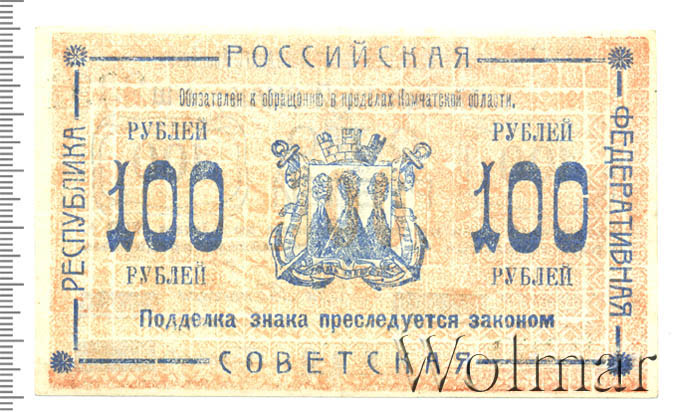 РОССИЙСКАЯ
Обязателен к обращению в пределах Камчатской области.
РУБЛЕЙ
100
РУБЛЕЙ
РУБЛЕЙ
100
РУБЛЕЙ
РЕСПУБЛИКА
ФЕДЕРАТИВНАЯ
Подделка знака преследуется законом
СОВЕТСКАЯ
Wolmar